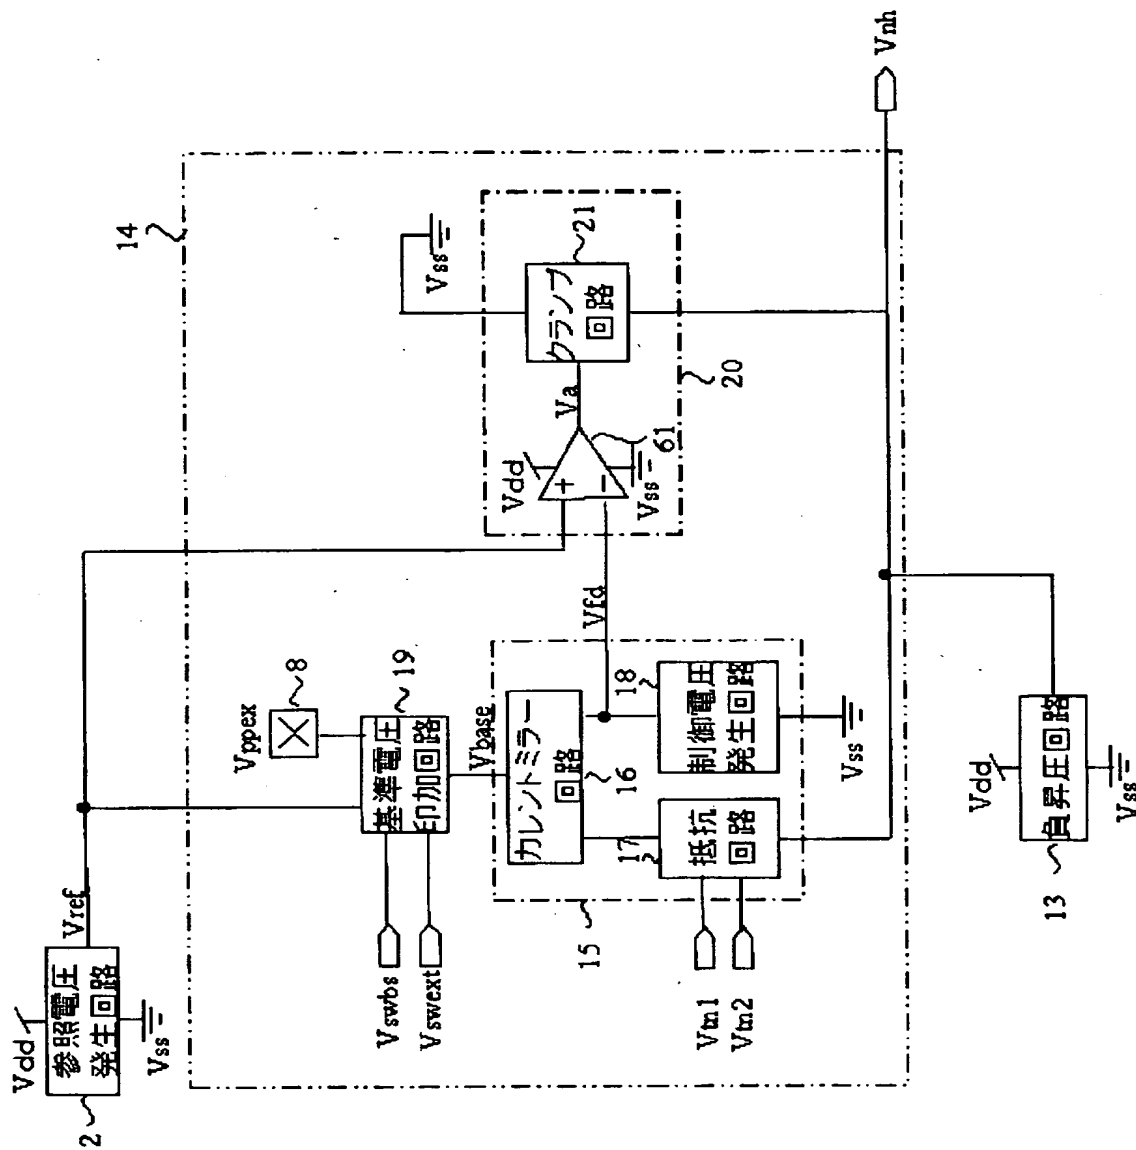 Vdd
参照電圧
発生回路
Vss
2
Vref
14
Vppex
8
基準電圧
印加回路
19
Vswbs
Vswext
Vbase
カレントミラー
回路
16
17
抵抗
回路
18
制御電圧
発生回路
Vss
15
Vtm1
Vtm2
Vfd
Vdd
+
−
Vss
61
Va
クランプ
回路
21
Vss
20
Vdd
負昇圧回路
Vss
13
Vnh